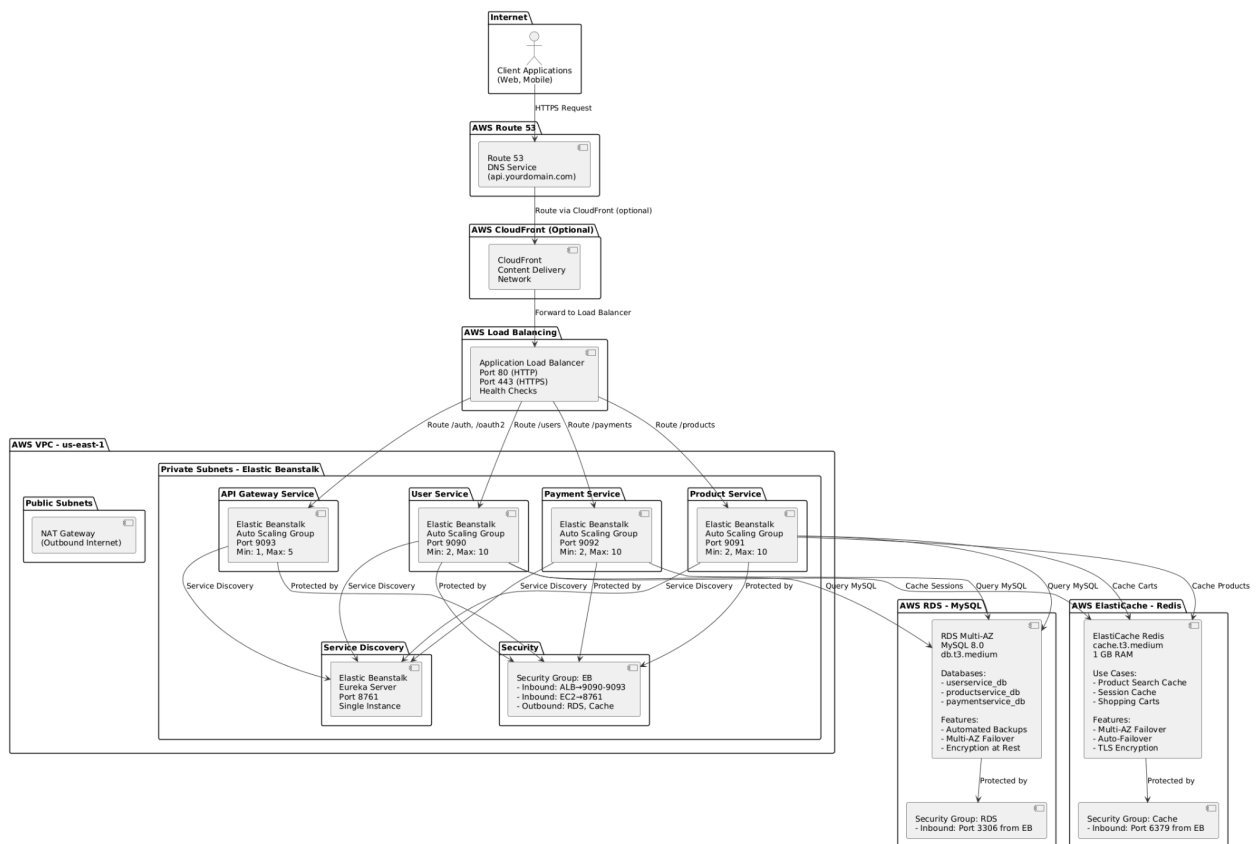 Internet
Client Applications
(Web, Mobile)
HTTPS Request
AWS Route 53
Route 53
DNS Service
(api.yourdomain.com)
Route via CloudFront (optional)
AWS CloudFront (Optional)
CloudFront
Content Delivery
Network
Forward to Load Balancer
AWS Load Balancing
Application Load Balancer
Port 80 (HTTP)
Port 443 (HTTPS)
Health Checks
Route /auth, /oauth2
Route /users
Route /payments
Route /products
AWS VPC - us-east-1
Private Subnets - Elastic Beanstalk
Public Subnets
NAT Gateway
(Outbound Internet)
API Gateway Service
Elastic Beanstalk
Auto Scaling Group
Port 9093
Min: 1, Max: 5
User Service
Elastic Beanstalk
Auto Scaling Group
Port 9090
Min: 2, Max: 10
Payment Service
Elastic Beanstalk
Auto Scaling Group
Port 9092
Min: 2, Max: 10
Product Service
Elastic Beanstalk
Auto Scaling Group
Port 9091
Min: 2, Max: 10
Service Discovery
Protected by
Service Discovery
Protected by
Service Discovery
Protected by
Service Discovery
Protected by
Query MySQL
Cache Sessions
Query MySQL
Query MySQL
Cache Carts
Cache Products
Service Discovery
Elastic Beanstalk
Eureka Server
Port 8761
Single Instance
Security
Security Group: EB
- Inbound: ALB→9090-9093
- Inbound: EC2→8761
- Outbound: RDS, Cache
AWS RDS - MySQL
RDS Multi-AZ
MySQL 8.0
db.t3.medium
Databases:
- userservice_db
- productservice_db
- paymentservice_db
Features:
- Automated Backups
- Multi-AZ Failover
- Encryption at Rest
Protected by
Security Group: RDS
- Inbound: Port 3306 from EB
AWS ElastiCache - Redis
ElastiCache Redis
cache.t3.medium
1 GB RAM
Use Cases:
- Product Search Cache
- Session Cache
- Shopping Carts
Features:
- Multi-AZ Failover
- Auto-Failover
- TLS Encryption
Protected by
Security Group: Cache
- Inbound: Port 6379 from EB